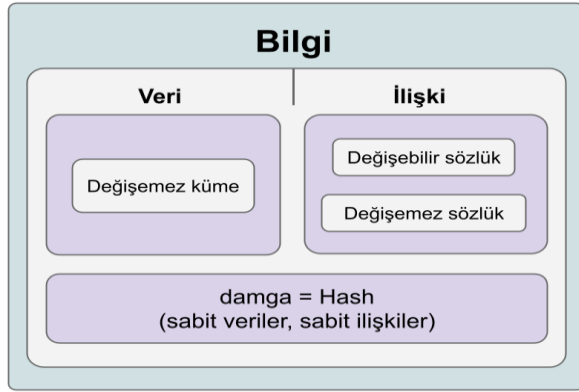 Bilgi
Veri
İlişki
Değişemez küme
Değişebilir sözlük
Değişemez sözlük
damga = Hash
(sabit veriler, sabit ilişkiler)